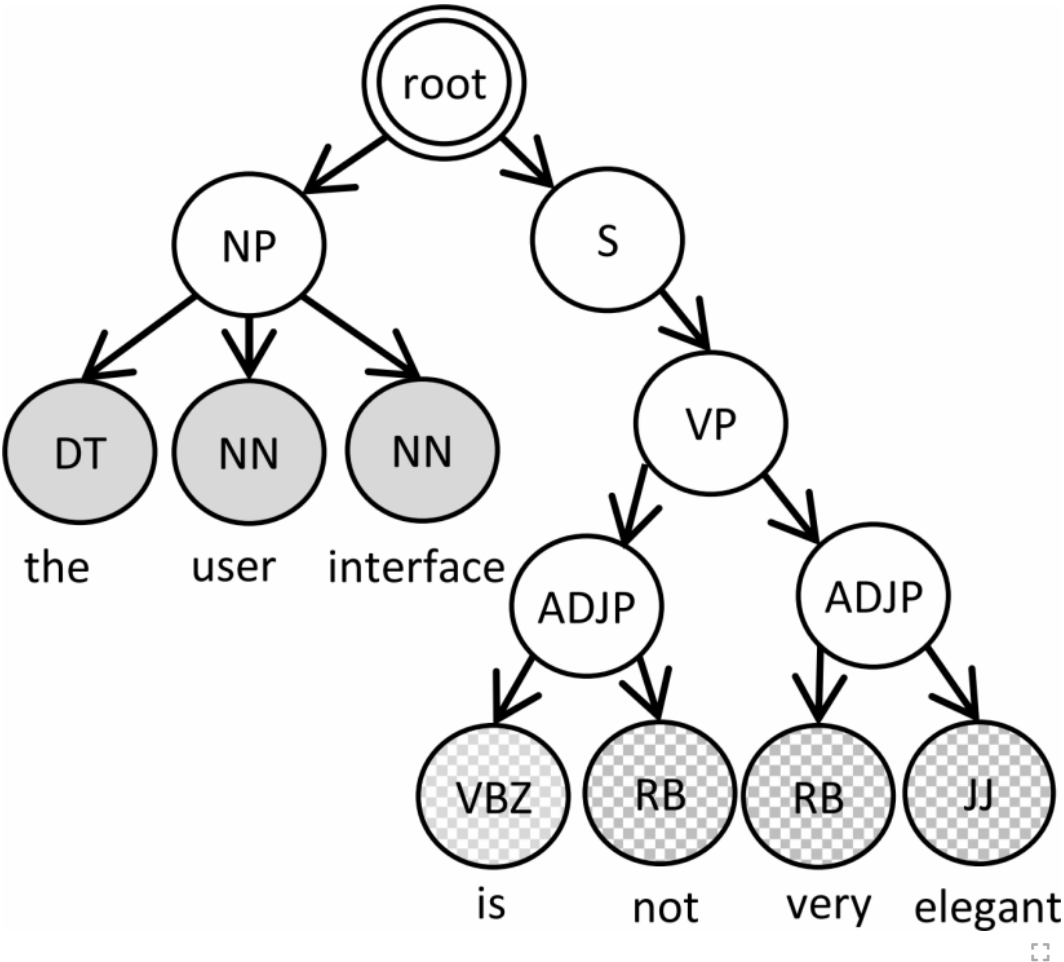 root
NP
S
DT
NN
NN
VP
the
user
interface
ADJP
ADJP
VBZ
RB
RB
JJ
is
not
very
elegant